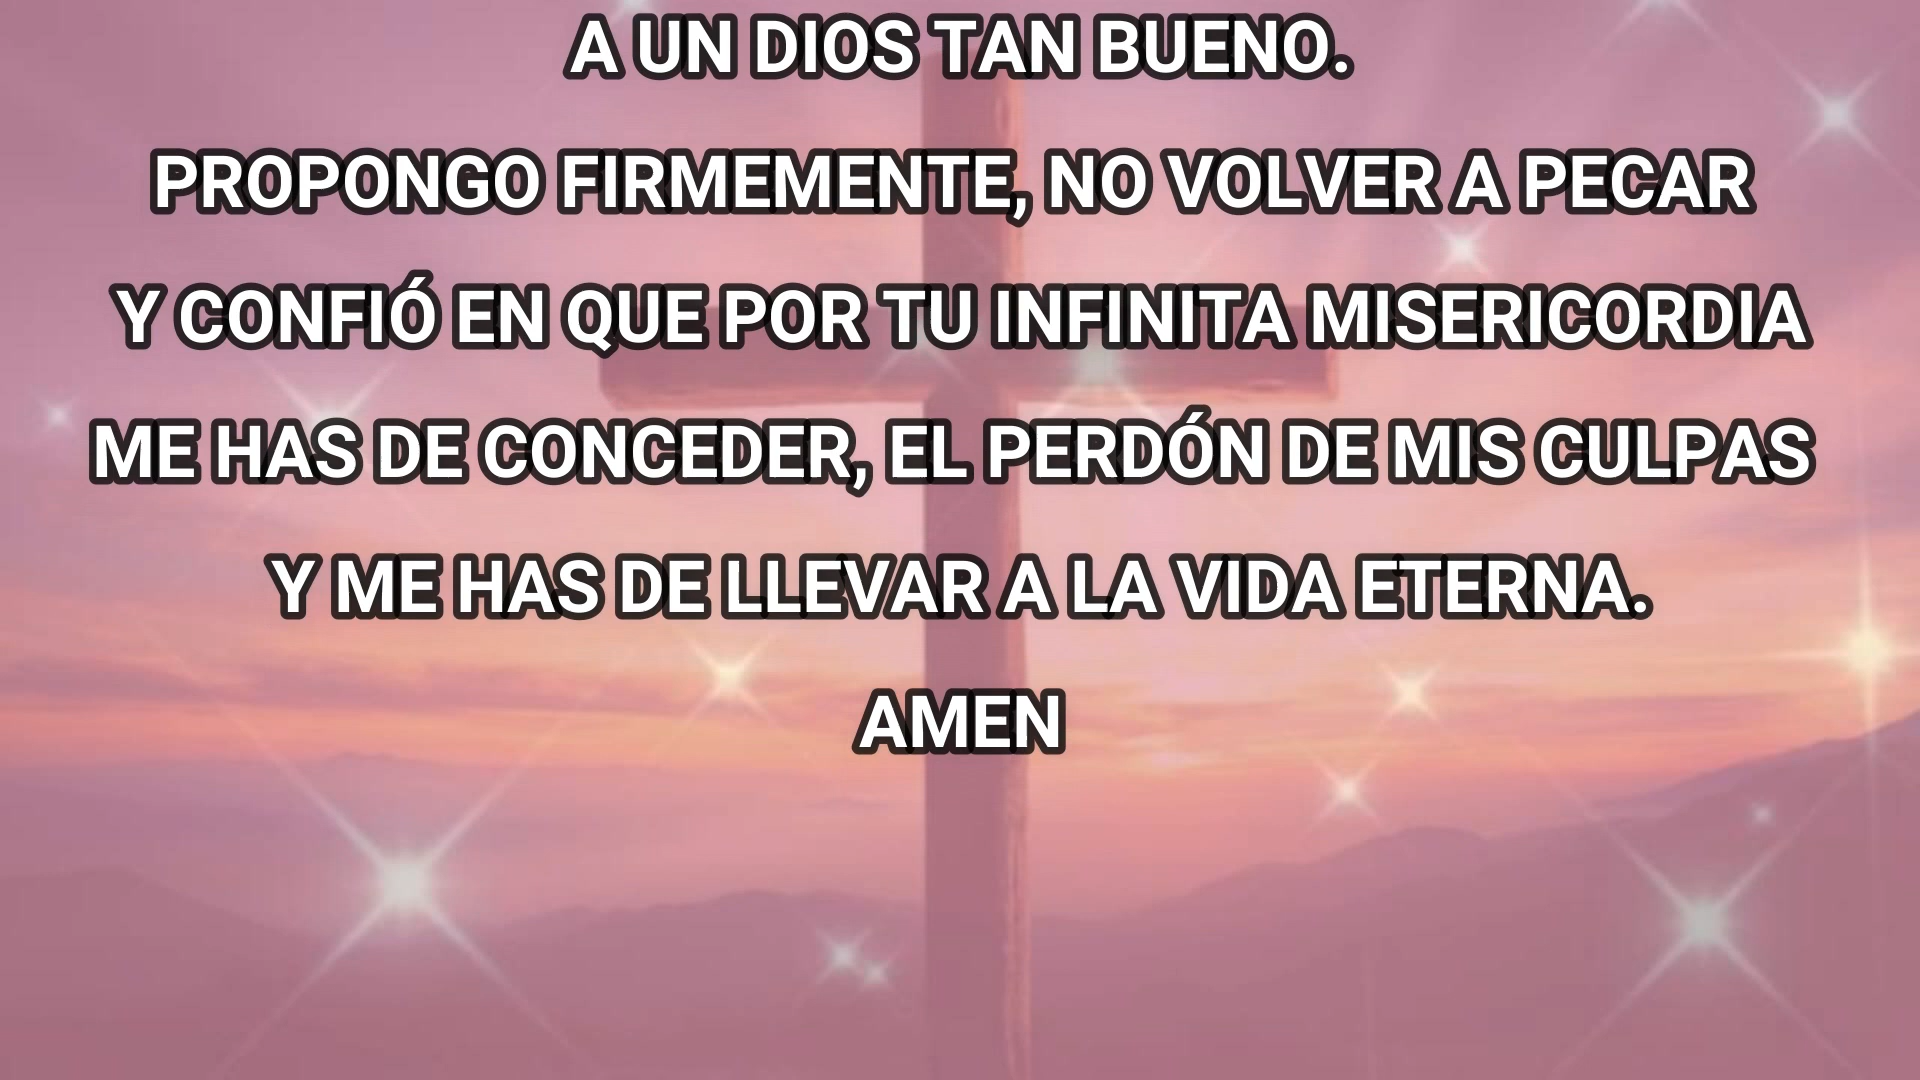 A UN DIOS TAN BUENO.
PROPONGO FIRMEMENTE, NO VOLVER A PECAR
Y CONFIÓ EN QUE POR TU INFINITA MISERICORDIA
ME HAS DE CONCEDER, EL PERDÓN DE MIS CULPAS
Y ME HAS DE LLEVAR A LA VIDA ETERNA.
AMEN